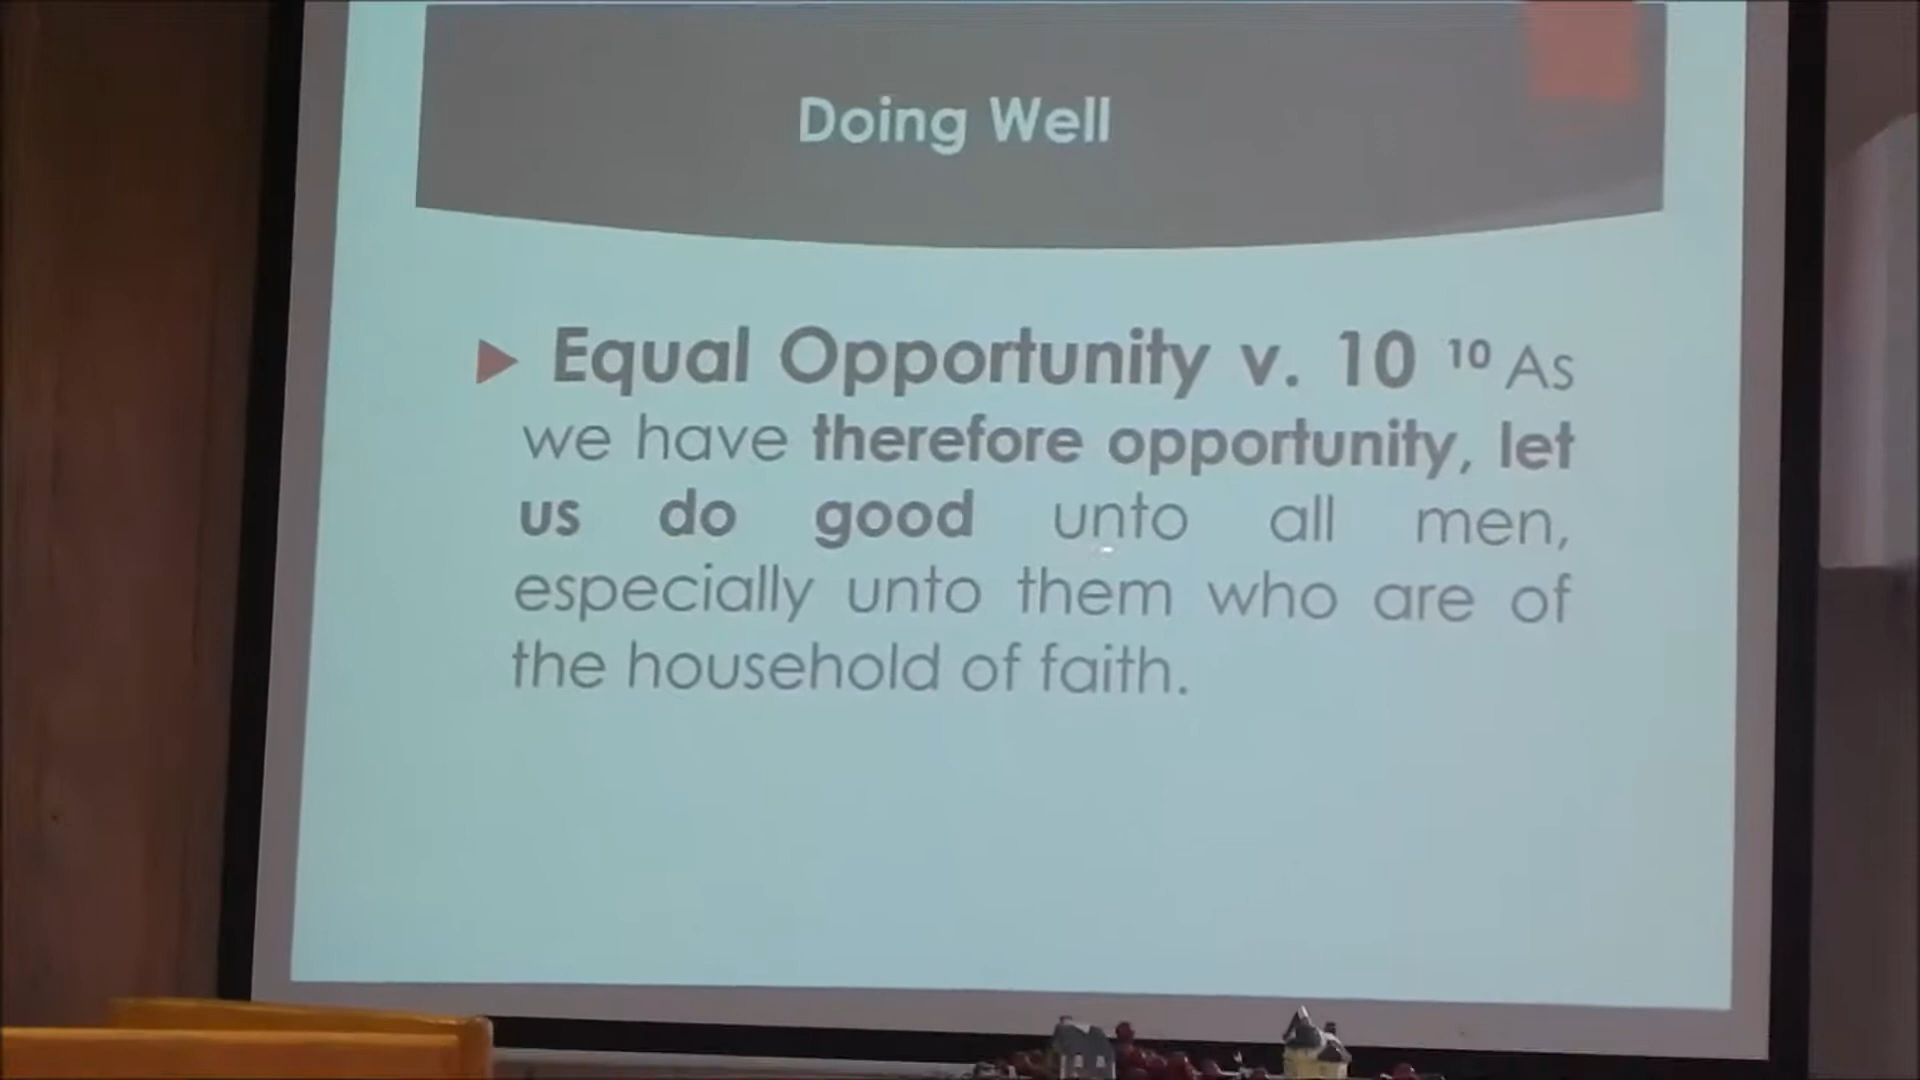 Doing Well
Equal Opportunity v. 10 ¹⁰ As
we have therefore opportunity, let
us do good unto all men,
especially unto them who are of
the household of faith.